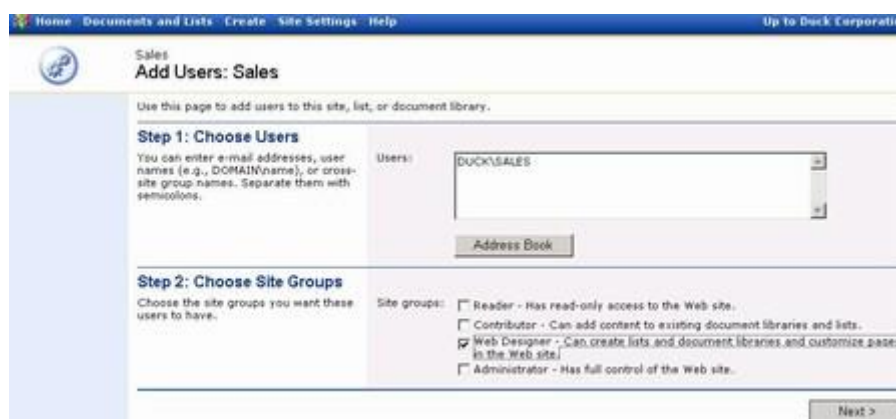 Home Documents and Lists Create Site Settings Help
Up to Duck Corporati
Sales
Add Users: Sales
Use this page to add users to this site, list, or document library.
Step 1: Choose Users
You can enter e-mail addresses, user
names (e.g., DOMAIN\name), or cross-
site group names. Separate them with
semicolons.
Users:
DUCK\SALES
Address Book
Step 2: Choose Site Groups
Choose the site groups you want these
users to have.
Site groups:
Reader - Has read-only access to the Web site.
Contributor - Can add content to existing document libraries and lists.
Web Designer - Can create lists and document libraries and customize pages
in the Web site.
Administrator - Has full control of the Web site.
Next >